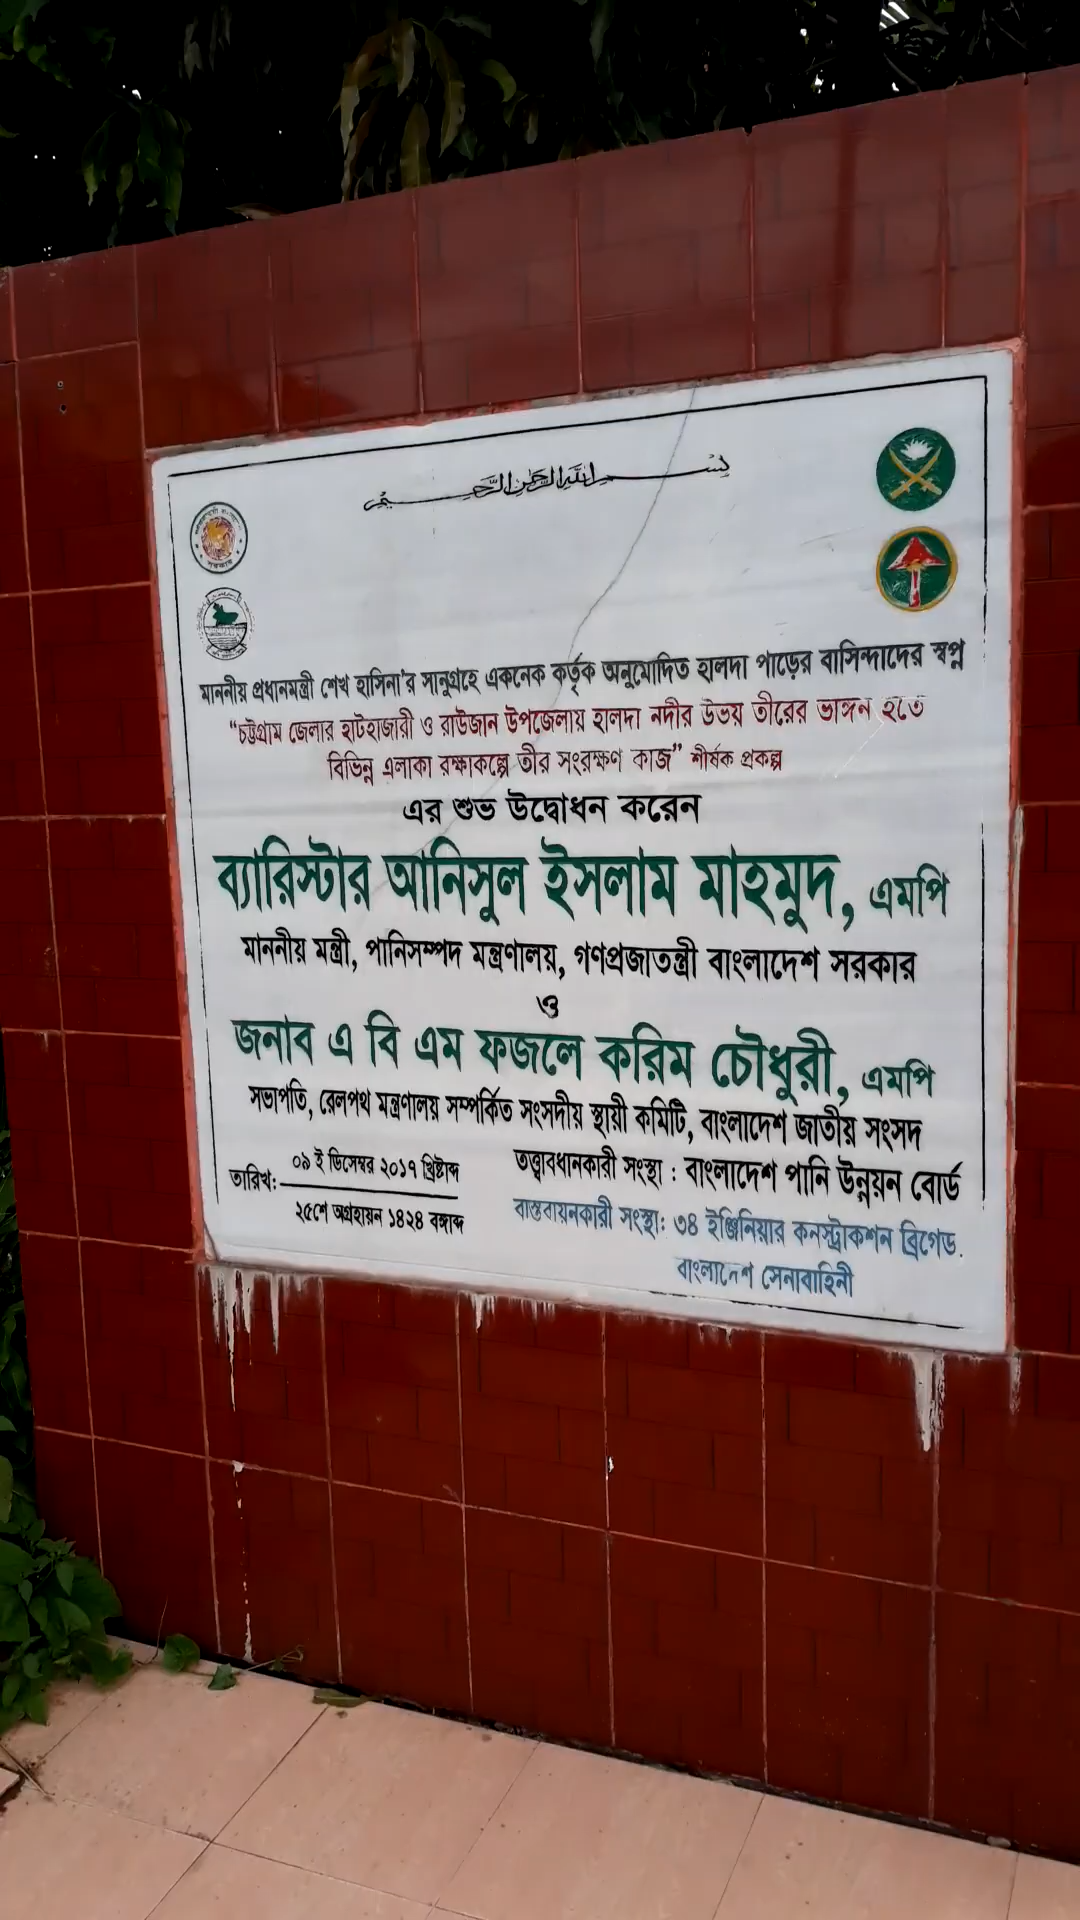 بسم الله الرحمن الرحيم
মাননীয় প্রধানমন্ত্রী শেখ হাসিনা'র সানুগ্রহে একনেক কর্তৃক অনুমোদিত হালদা পাড়ের বাসিন্দাদের স্বপ্ন
“চট্টগ্রাম জেলার হাটহাজারী ও রাউজান উপজেলায় হালদা নদীর উভয় তীরের ভাঙ্গন হতে
বিভিন্ন এলাকা রক্ষাকল্পে তীর সংরক্ষণ কাজ” শীর্ষক প্রকল্প
এর শুভ উদ্বোধন করেন
ব্যারিস্টার আনিসুল ইসলাম মাহমুদ, এমপি
মাননীয় মন্ত্রী, পানিসম্পদ মন্ত্রণালয়, গণপ্রজাতন্ত্রী বাংলাদেশ সরকার
ও
জনাব এ বি এম ফজলে করিম চৌধুরী, এমপি
সভাপতি, রেলপথ মন্ত্রণালয় সম্পর্কিত সংসদীয় স্থায়ী কমিটি, বাংলাদেশ জাতীয় সংসদ
তারিখ: ০৯ ই ডিসেম্বর ২০১৭ খ্রিষ্টাব্দ
২৫শে অগ্রহায়ন ১৪২৪ বঙ্গাব্দ
তত্ত্বাবধানকারী সংস্থা : বাংলাদেশ পানি উন্নয়ন বোর্ড
বাস্তবায়নকারী সংস্থা: ৩৪ ইঞ্জিনিয়ার কনস্ট্রাকশন ব্রিগেড.
বাংলাদেশ সেনাবাহিনী